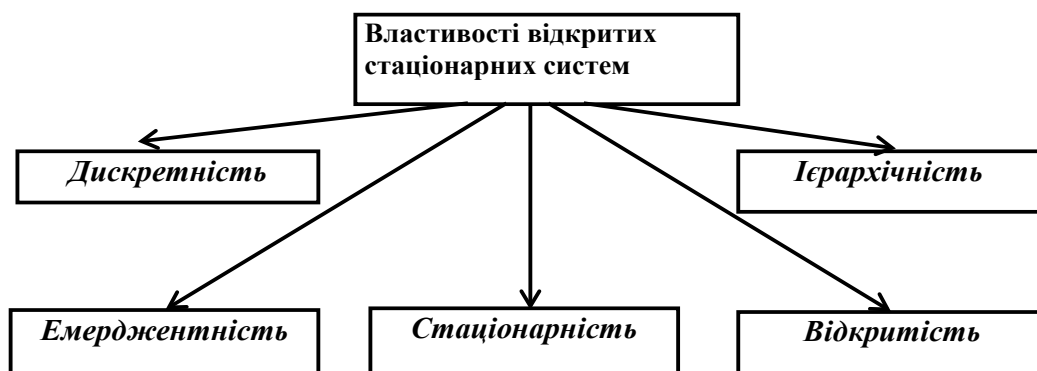 Властивості відкритих
стаціонарних систем
Дискретність
Ієрархічність
Емерджентність
Стаціонарність
Відкритість